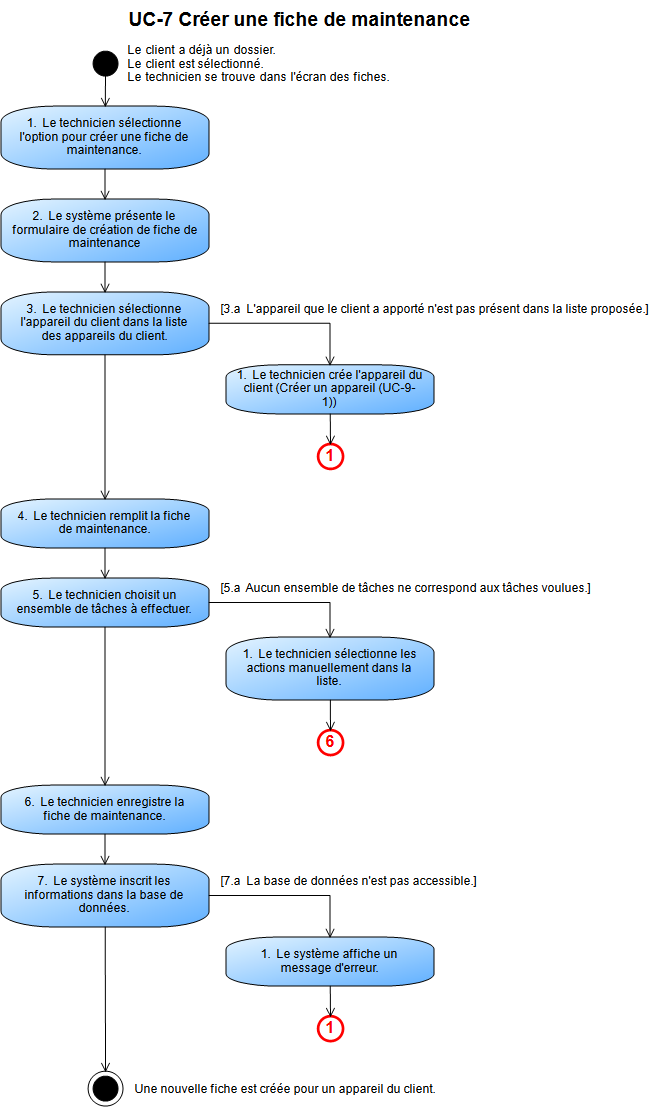 UC-7 Créer une fiche de maintenance
Le client a déjà un dossier.
Le client est sélectionné.
Le technicien se trouve dans l'écran des fiches.
1. Le technicien sélectionne
l'option pour créer une fiche de
maintenance.
2. Le système présente le
formulaire de création de fiche de
maintenance
3. Le technicien sélectionne
l'appareil du client dans la liste
des appareils du client.
[3.a L'appareil que le client a apporté n'est pas présent dans la liste proposée.]
1. Le technicien crée l'appareil du
client (Créer un appareil (UC-9-
1))
1
4. Le technicien remplit la fiche
de maintenance.
5. Le technicien choisit un
ensemble de tâches à effectuer.
[5.a Aucun ensemble de tâches ne correspond aux tâches voulues.]
1. Le technicien sélectionne les
actions manuellement dans la
liste.
6
6. Le technicien enregistre la
fiche de maintenance.
7. Le système inscrit les
informations dans la base de
données.
[7.a La base de données n'est pas accessible.]
1. Le système affiche un
message d'erreur.
1
Une nouvelle fiche est créée pour un appareil du client.